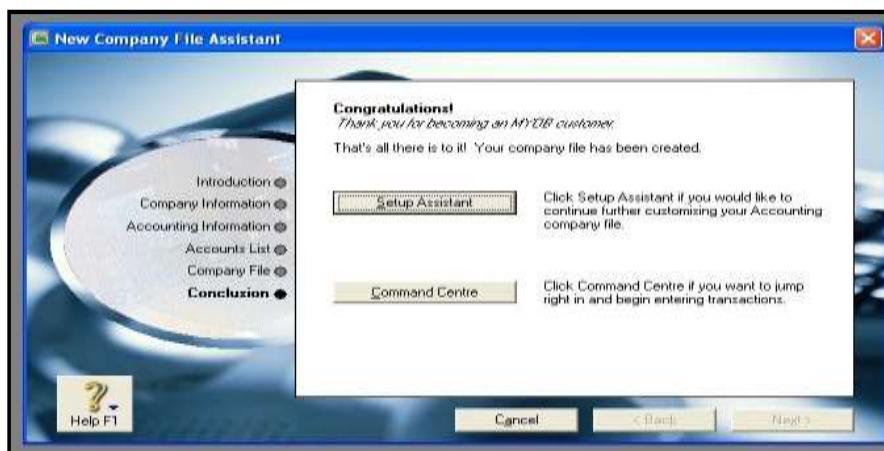 New Company File Assistant
Congratulations!
Thank you for becoming an MYOB customer.
That's all there is to it! Your company file has been created.
Introduction
Company Information
Accounting Information
Accounts List
Company File
Conclusion
Setup Assistant
Click Setup Assistant if you would like to
continue further customizing your Accounting
company file.
Command Centre
Click Command Centre if you want to jump
right in and begin entering transactions.
Help F1
Cancel
< Back
Next >